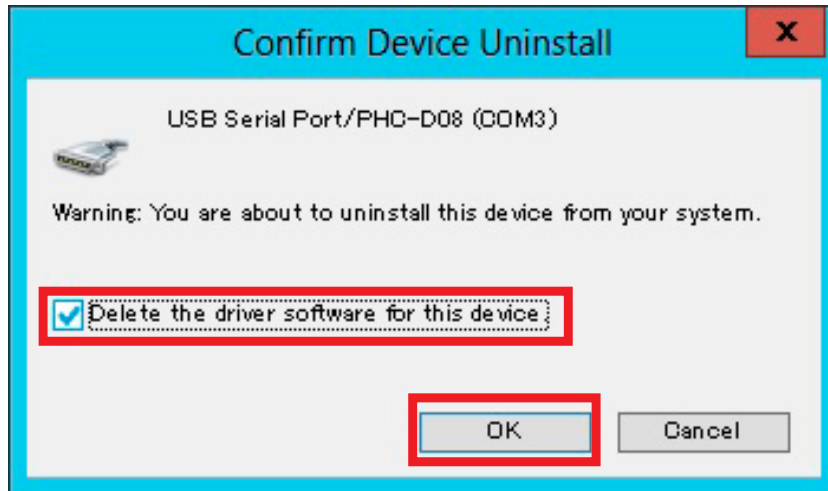 Confirm Device Uninstall
x
USB Serial Port/PHC-D08 (COM3)
Warning: You are about to uninstall this device from your system.
Delete the driver software for this device.
OK
Cancel